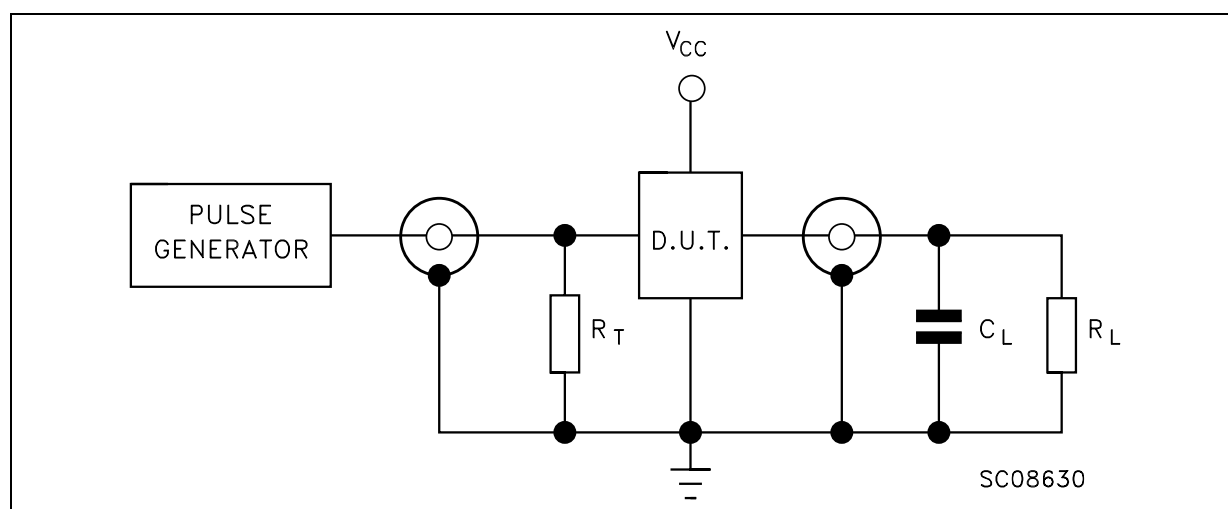 VCC
PULSE
GENERATOR
D.U.T.
RT
CL
RL
SC08630